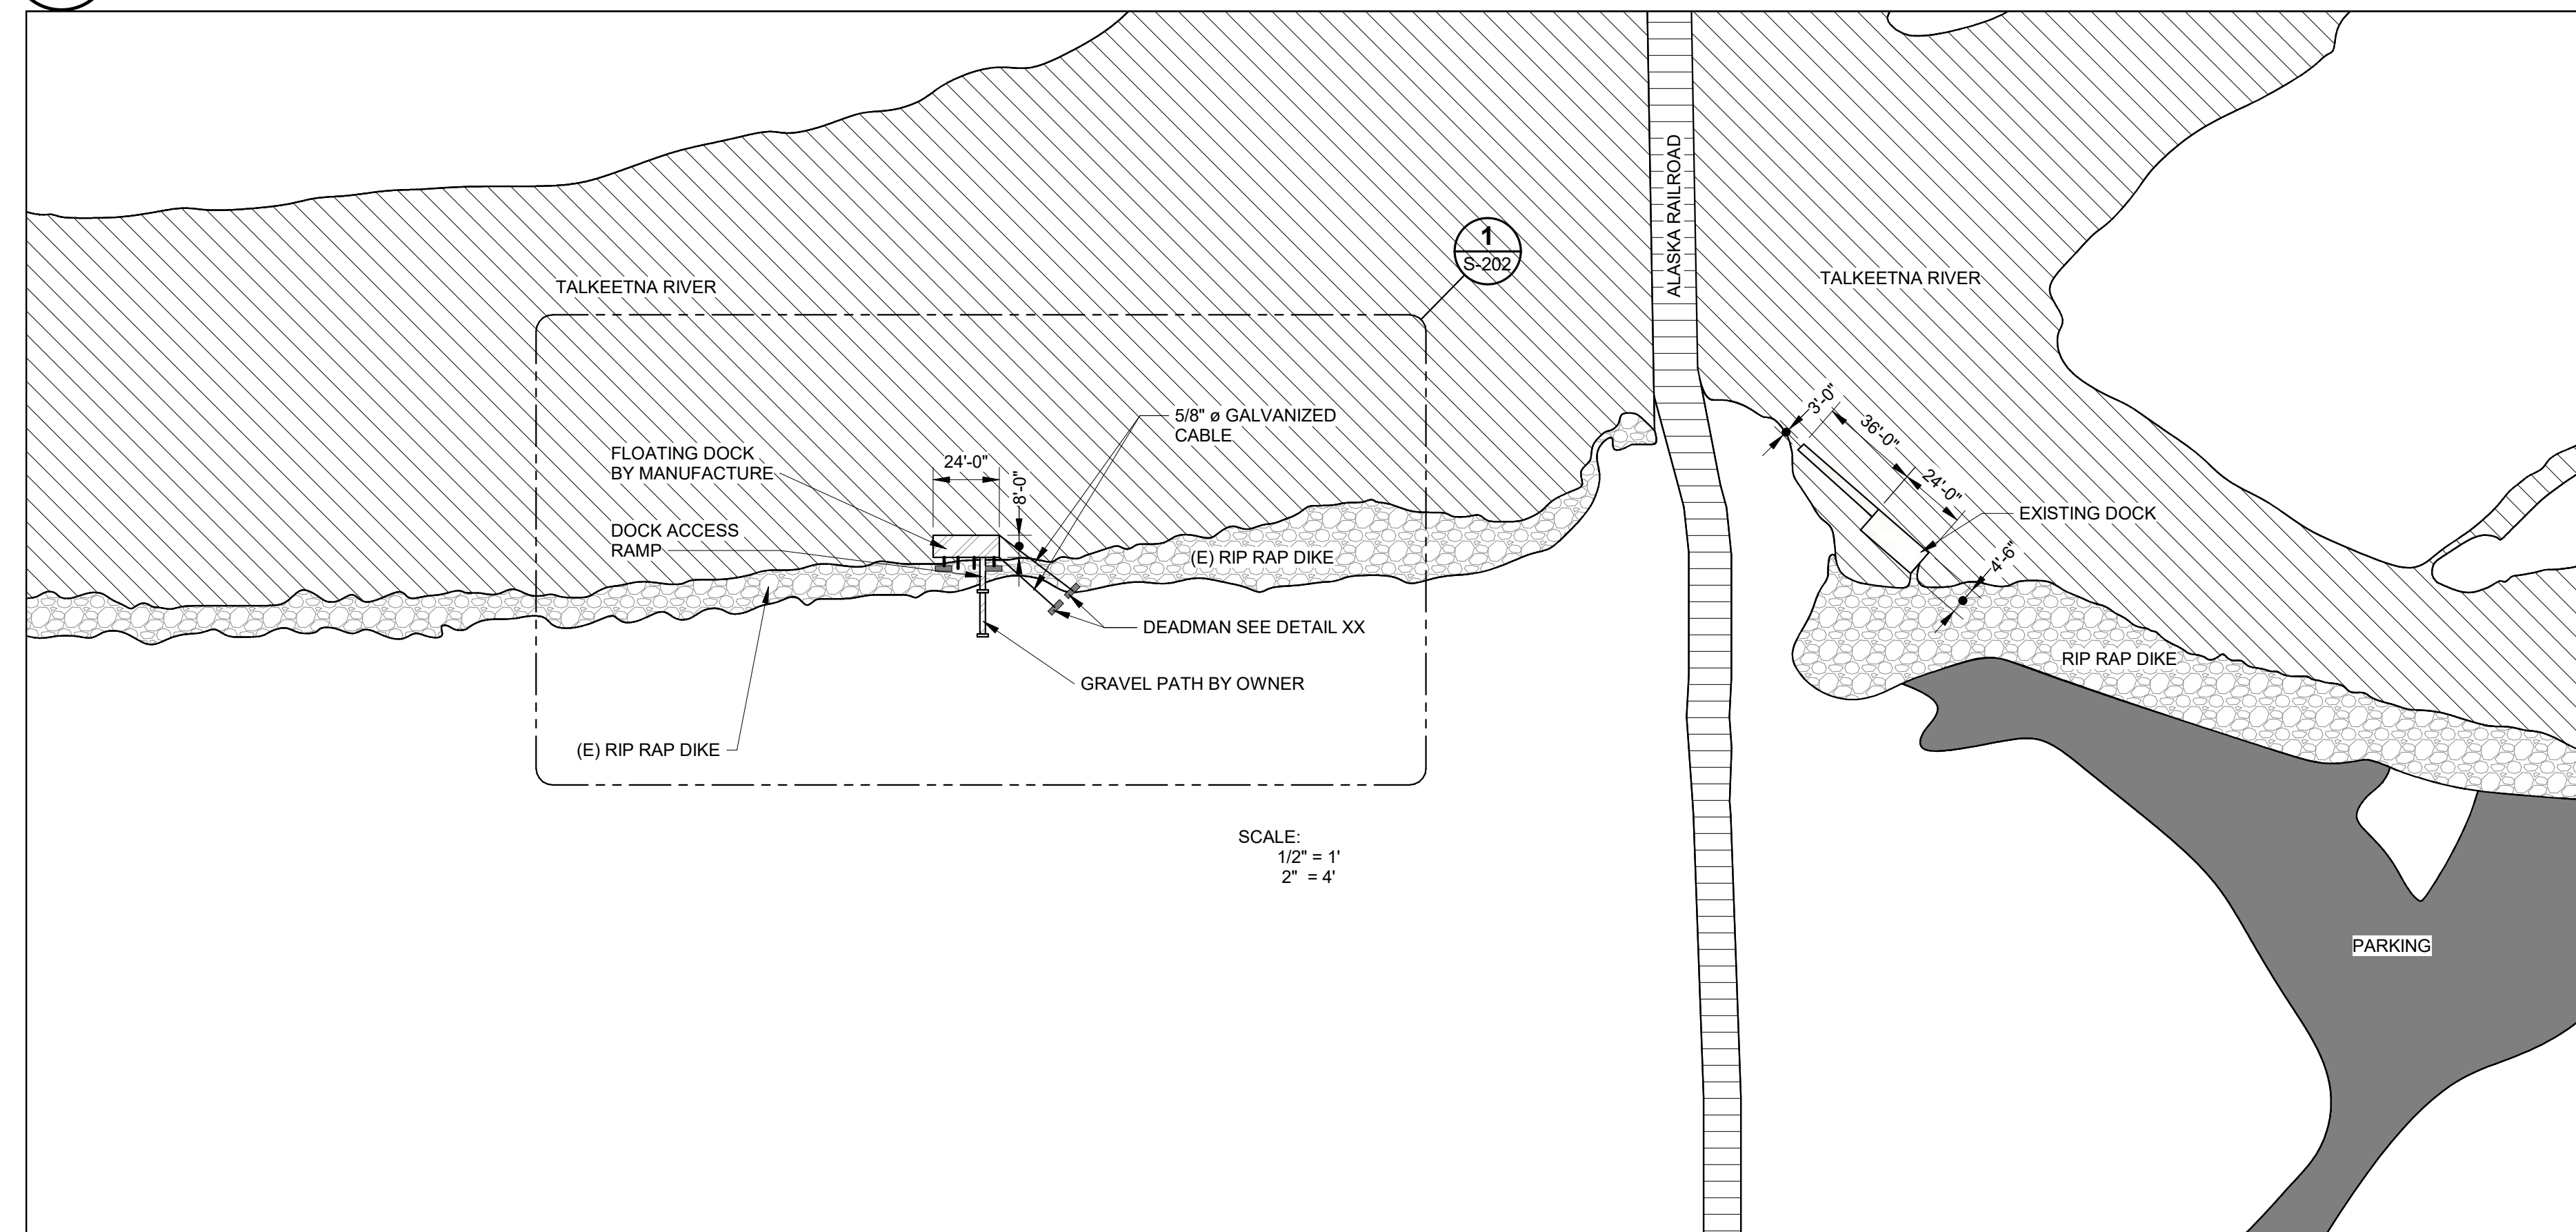 1
S-202
ALASKA RAILROAD
TALKEETNA RIVER
TALKEETNA RIVER
5/8" ø GALVANIZED
CABLE
FLOATING DOCK
BY MANUFACTURE
24'-0"
8'-0"
DOCK ACCESS
RAMP
(E) RIP RAP DIKE
DEADMAN SEE DETAIL XX
GRAVEL PATH BY OWNER
(E) RIP RAP DIKE
SCALE:
1/2" = 1'
2" = 4'
3'-0"
36'-0"
24'-0"
EXISTING DOCK
4'-6"
RIP RAP DIKE
PARKING